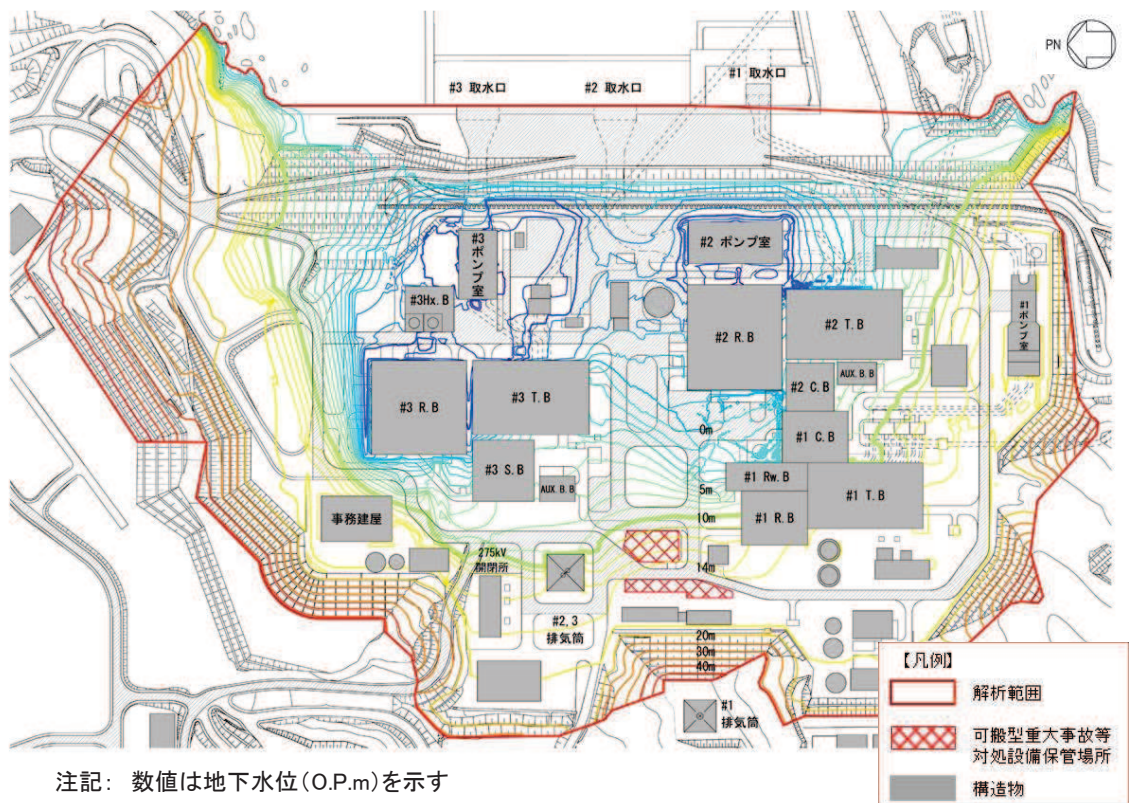 PN
#3 取水口
#2 取水口
#1 取水口
#3
ポンプ室
#2 ポンプ室
#3Hx.B
#1
ポンプ室
#2 R.B
#2 T.B
#3 R.B
#3 T.B
#2 C.B
AUX.B.B
0m
#1 C.B
#3 S.B
AUX.B.B
#1 Rw.B
5m
#1 T.B
#1 R.B
10m
事務建屋
275kV
開閉所
14m
#2,3
排気筒
20m
30m
40m
#1
排気筒
【凡例】
解析範囲
可搬型重大事故等
対処設備保管場所
構造物
注記: 数値は地下水位(O.P.m)を示す